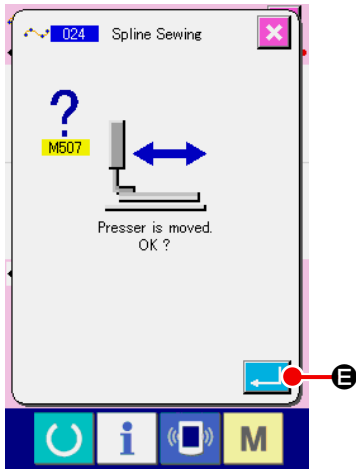 024 Spline Sewing
?
M507
Presser is moved.
OK ?
E
i M